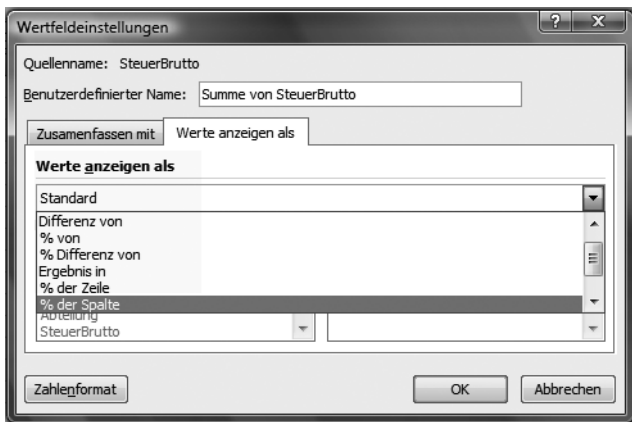 Wertfeldeinstellungen
? X
Quellenname: SteuerBrutto
Benutzerdefinierter Name: Summe von SteuerBrutto
Zusamenfassen mit Werte anzeigen als
Werte anzeigen als
Standard
Differenz von
% von
% Differenz von
Ergebnis in
% der Zeile
% der Spalte
Abteilung
SteuerBrutto
Zahlenformat OK Abbrechen